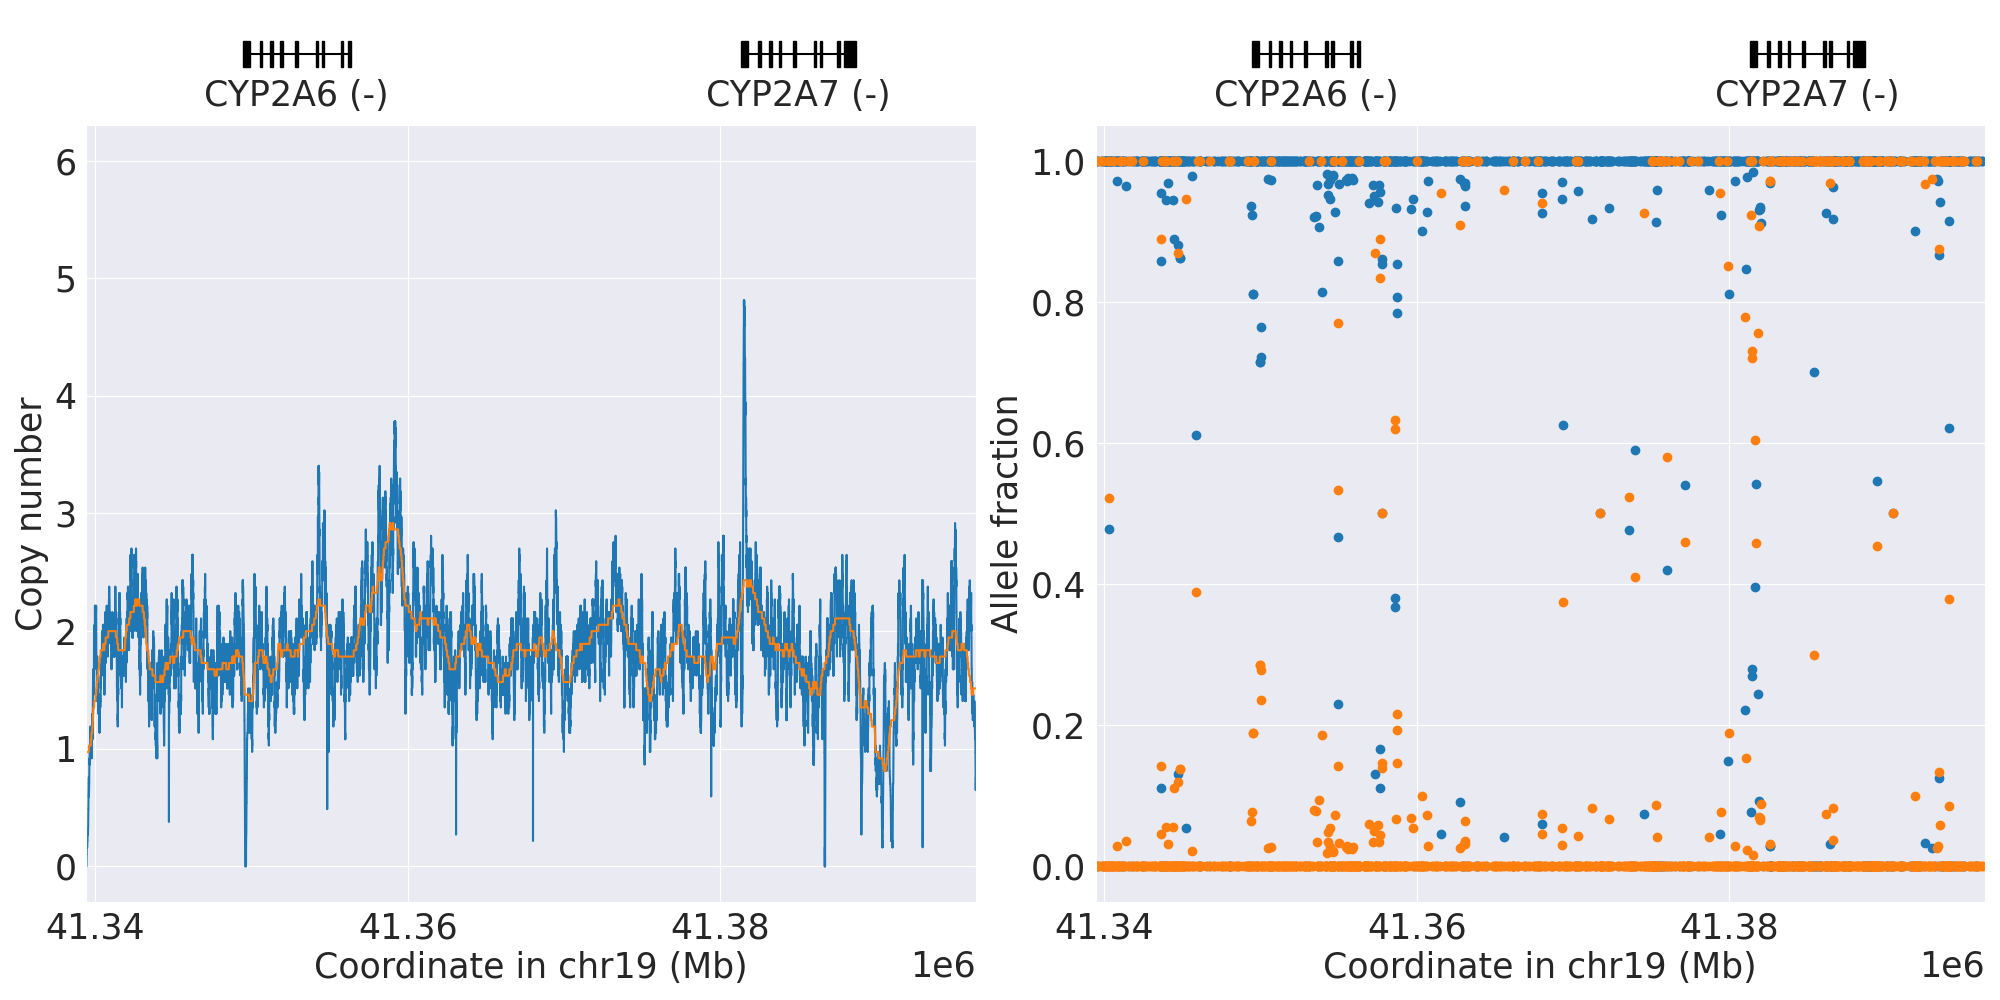 CYP2A6 (-)
CYP2A7 (-)
Copy number
6
5
4
3
2
1
0
41.34
41.36
41.38
Coordinate in chr19 (Mb)
1e6
CYP2A6 (-)
CYP2A7 (-)
Allele fraction
1.0
0.8
0.6
0.4
0.2
0.0
41.34
41.36
41.38
Coordinate in chr19 (Mb)
1e6